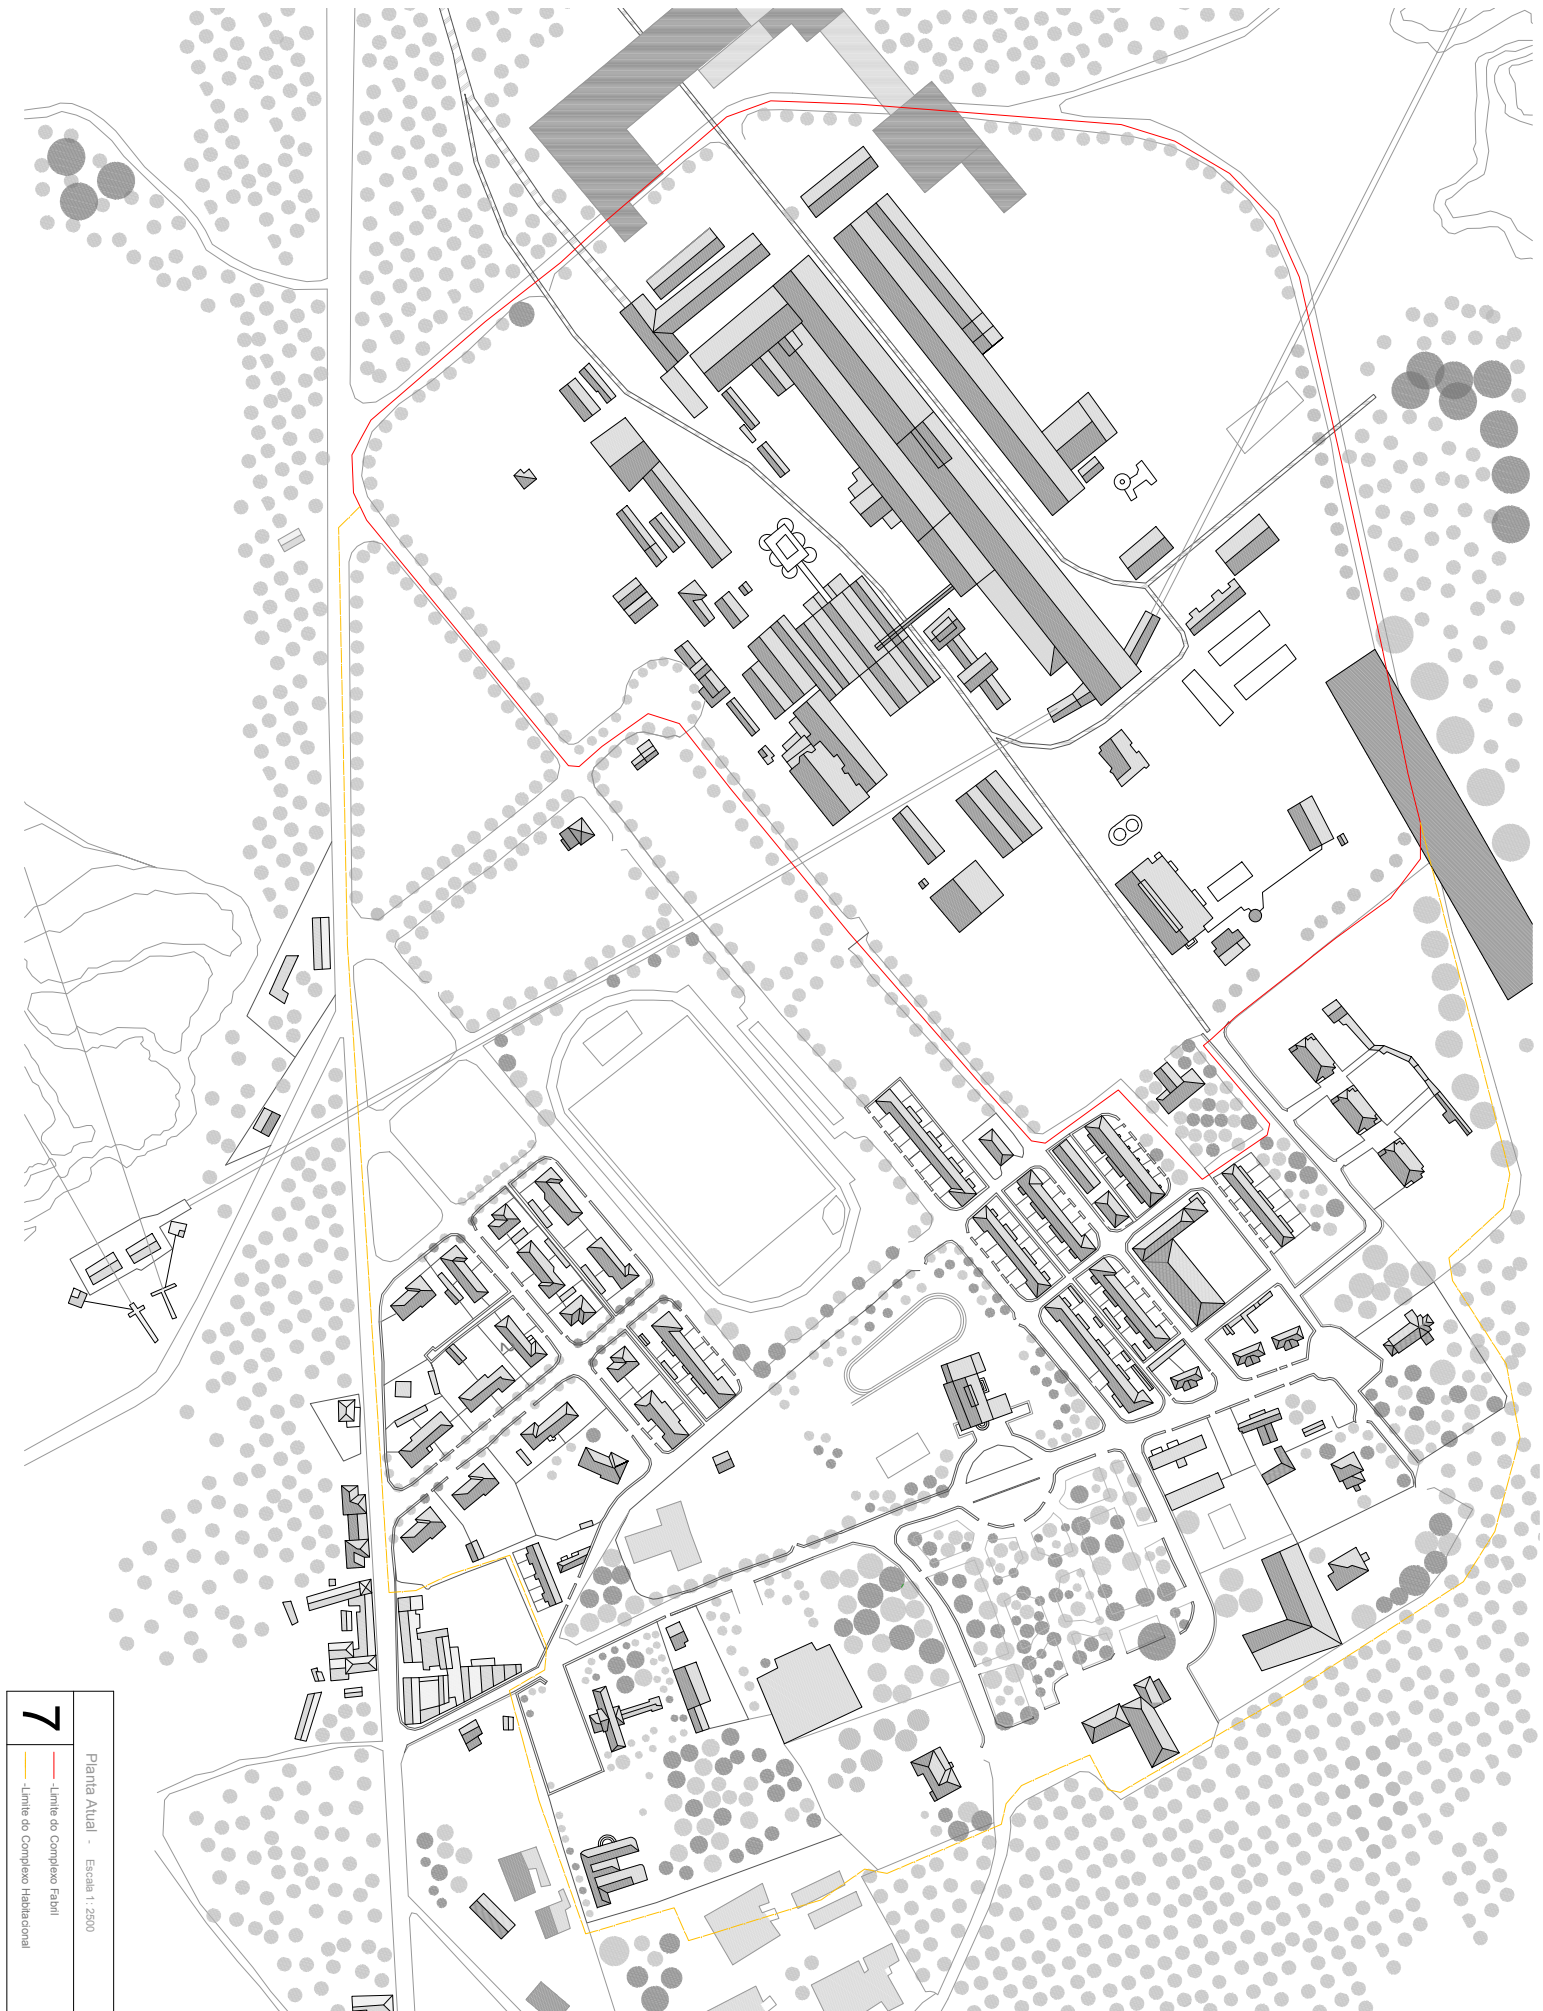 Planta Atual - Escala 1: 2500
7
-Limite do Complexo Fabril
-Limite do Complexo Habitacional